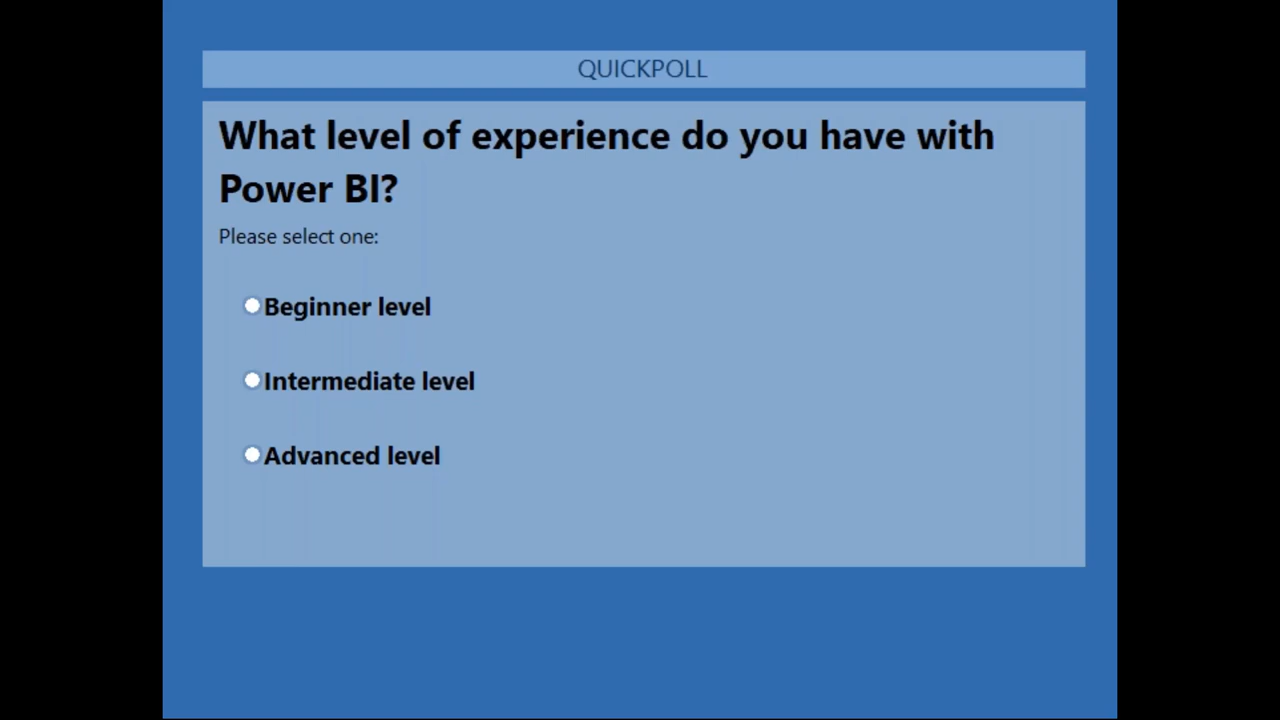 QUICKPOLL
What level of experience do you have with
Power BI?
Please select one:
Beginner level
Intermediate level
Advanced level